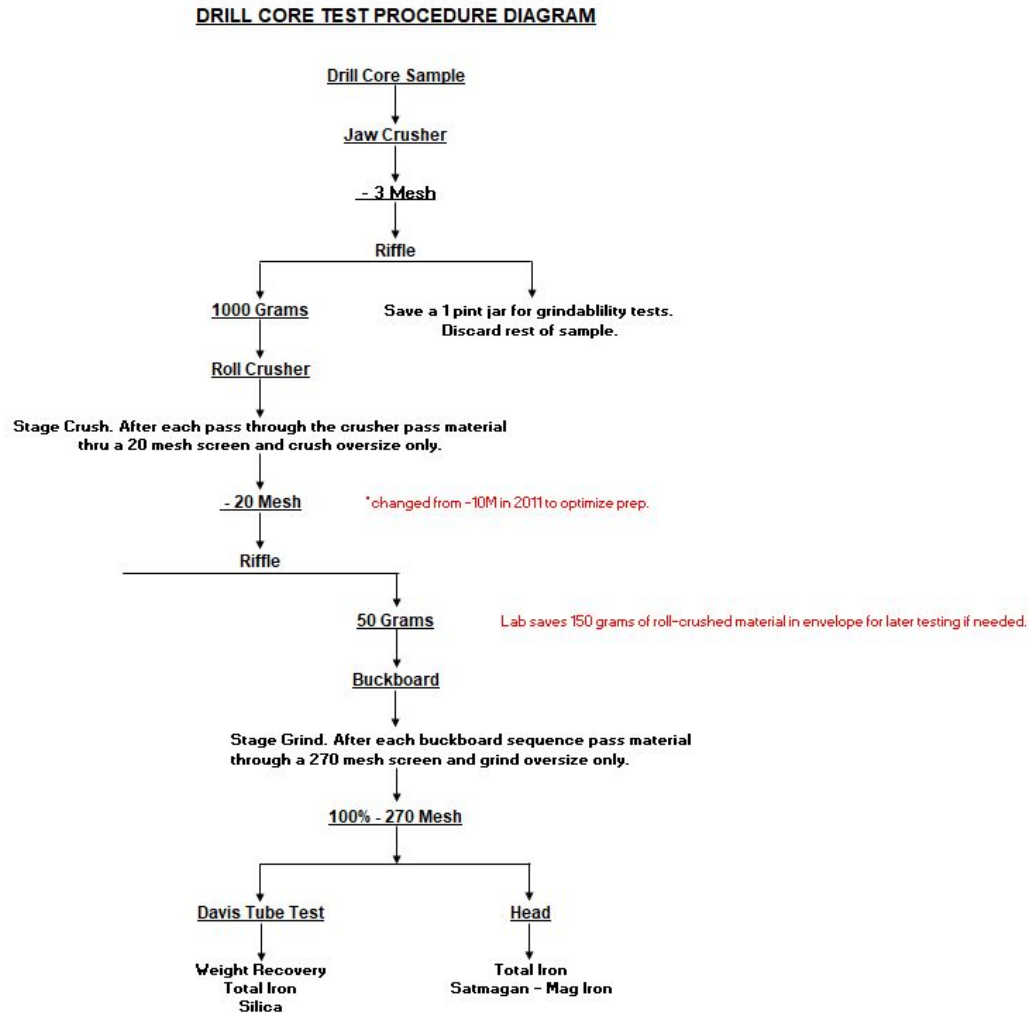 DRILL CORE TEST PROCEDURE DIAGRAM
Drill Core Sample
Jaw Crusher
- 3 Mesh
Riffle
1000 Grams
Save a 1 pint jar for grindablility tests.
Discard rest of sample.
Roll Crusher
Stage Crush. After each pass through the crusher pass material
thru a 20 mesh screen and crush oversize only.
- 20 Mesh
*changed from -10M in 2011 to optimize prep.
Riffle
50 Grams
Lab saves 150 grams of roll-crushed material in envelope for later testing if needed.
Buckboard
Stage Grind. After each buckboard sequence pass material
through a 270 mesh screen and grind oversize only.
100% - 270 Mesh
Davis Tube Test
Head
Weight Recovery
Total Iron
Silica
Total Iron
Satmagan - Mag Iron